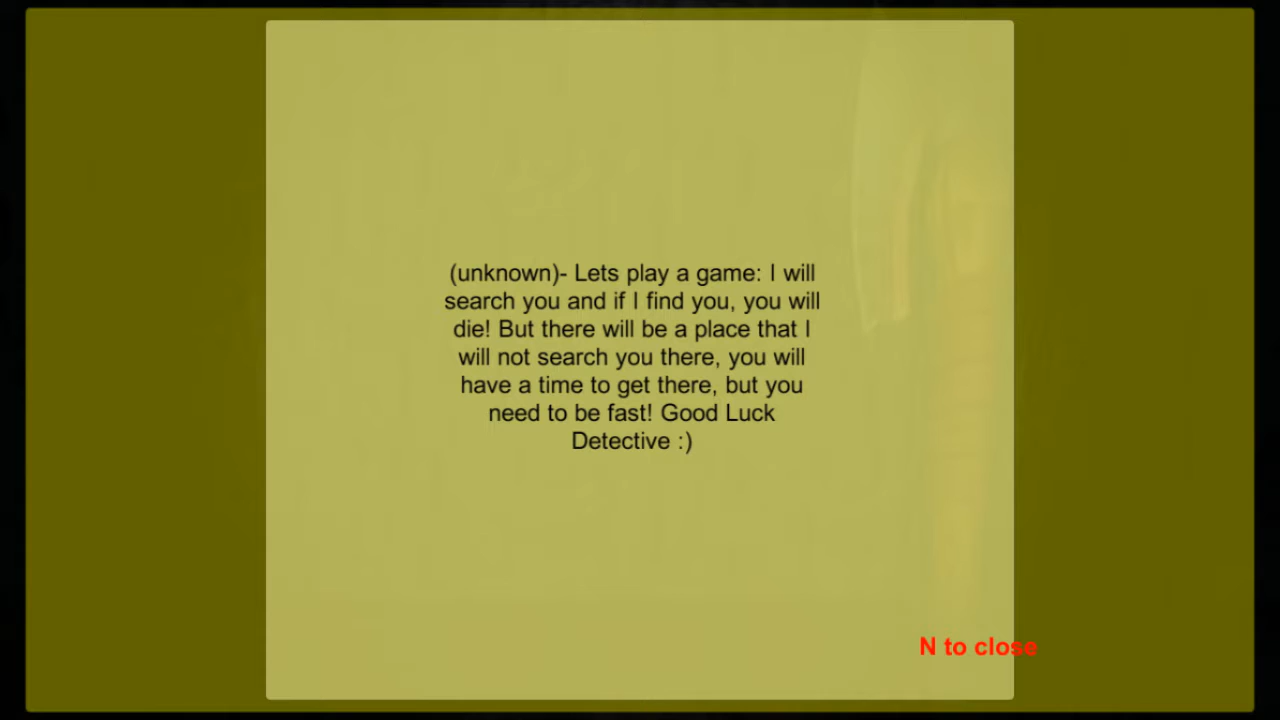 (unknown)- Lets play a game: I will
search you and if I find you, you will
die! But there will be a place that I
will not search you there, you will
have a time to get there, but you
need to be fast! Good Luck
Detective :)
N to close